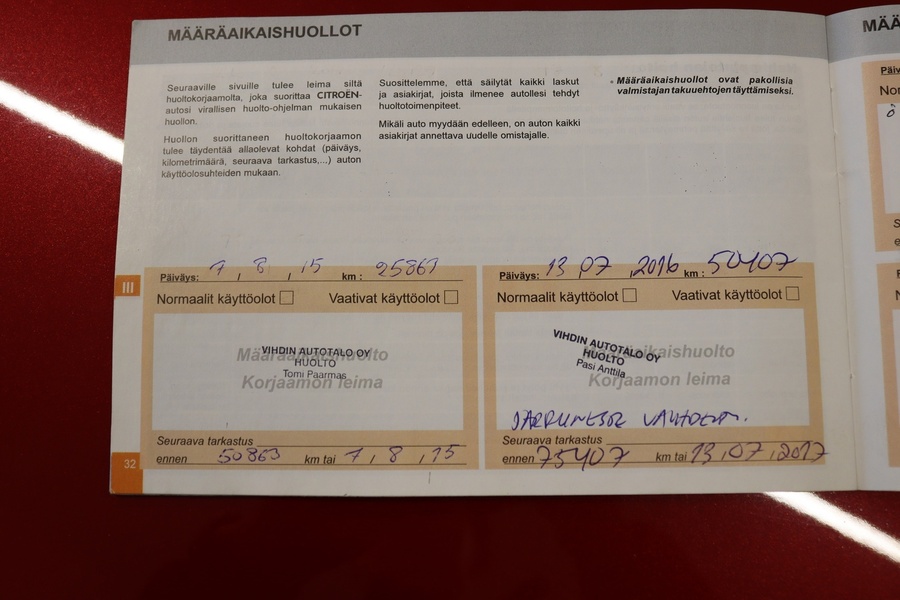 MÄÄRÄAIKAISHUOLLOT
Seuraaville sivuille tulee leima siltä
huoltokorjaamolta, joka suorittaa CITROËN-
autosi virallisen huolto-ohjelman mukaisen
huollon.
Huollon suorittaneen huoltokorjaamon
tulee täydentää allaolevat kohdat (päiväys,
kilometrimäärä, seuraava tarkastus,...) auton
käyttöolosuhteiden mukaan.
Suosittelemme, että säilytät kaikki laskut
ja asiakirjat, joista ilmenee autollesi tehdyt
huoltotoimenpiteet.
Mikäli auto myydään edelleen, on auton kaikki
asiakirjat annettava uudelle omistajalle.
Määräaikaishuollot ovat pakollisia
valmistajan takuuehtojen täyttämiseksi.
III
Päiväys: 7 , 8 , 15 km : 25863
Normaalit käyttöolot Vaativat käyttöolot
Määräaikaishuolto
Korjaamon leima
VIHDIN AUTOTALO OY
HUOLTO
Tomi Paarmas
Seuraava tarkastus
ennen 50863 km tai 7 , 8 , 15
Päiväys: 13 07 , 2016 km : 50407
Normaalit käyttöolot Vaativat käyttöolot
Määräaikaishuolto
Korjaamon leima
VIHDIN AUTOTALO OY
HUOLTO
Pasi Anttila
JARRUNESTE VAIHDETTU.
Seuraava tarkastus
ennen 75407 km tai 13 , 07 , 2017
32
MÄÄ
Päiv